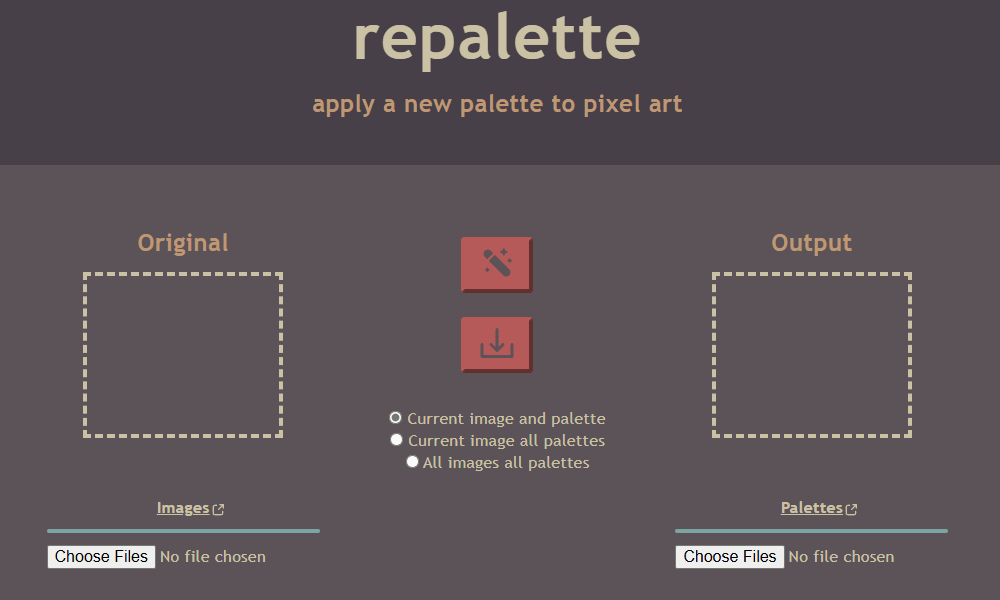 repalette
apply a new palette to pixel art
Original
Output
Current image and palette
Current image all palettes
All images all palettes
Images
Palettes
Choose Files No file chosen
Choose Files No file chosen